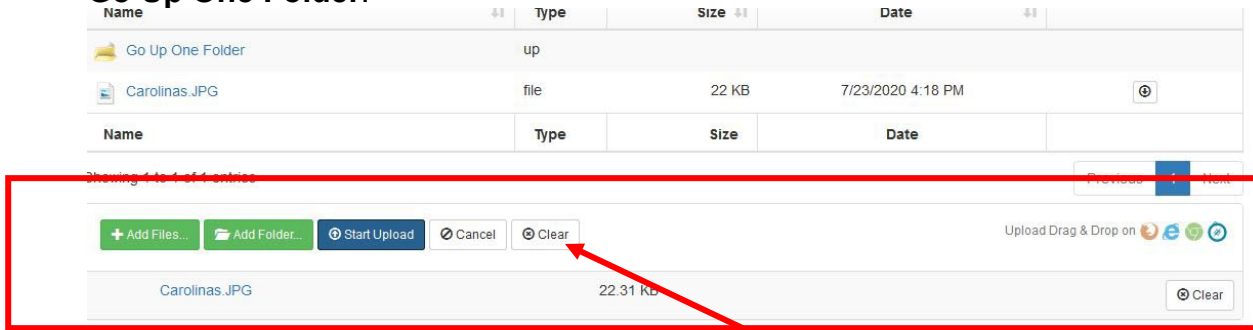 Go Up One Folder.
Name Type Size Date
Go Up One Folder up
Carolinas.JPG file 22 KB 7/23/2020 4:18 PM
Name Type Size Date
Showing 1 to 1 of 1 entries Previous 1 Next
Add Files... Add Folder... Start Upload Cancel Clear Upload Drag & Drop on
Carolinas.JPG 22.31 KB Clear